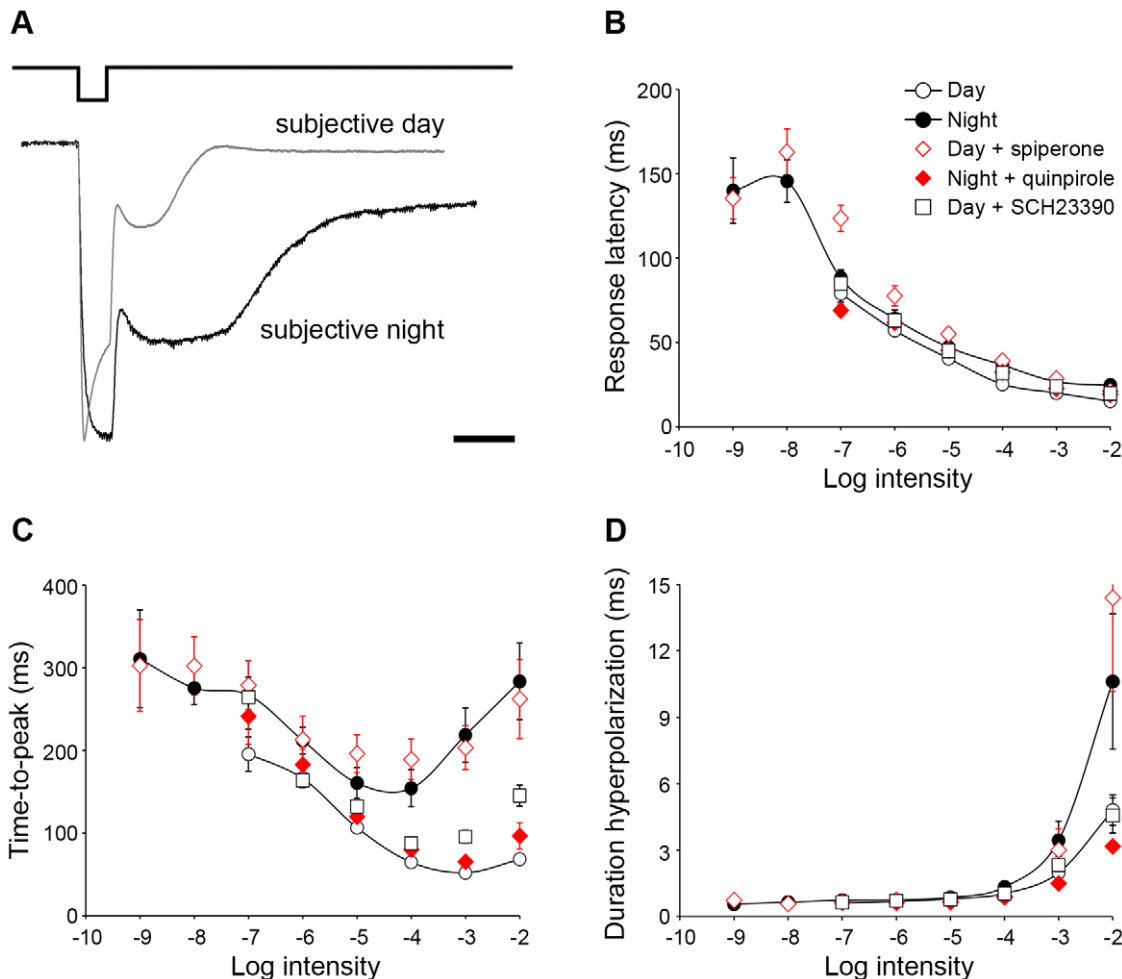 A
subjective day
subjective night
B
Response latency (ms)
200
150
100
50
0
-10 -9 -8 -7 -6 -5 -4 -3 -2
Log intensity
Day
Night
Day + spiperone
Night + quinpirole
Day + SCH23390
C
Time-to-peak (ms)
400
300
200
100
0
-10 -9 -8 -7 -6 -5 -4 -3 -2
Log intensity
D
Duration hyperpolarization (ms)
15
12
9
6
3
0
-10 -9 -8 -7 -6 -5 -4 -3 -2
Log intensity